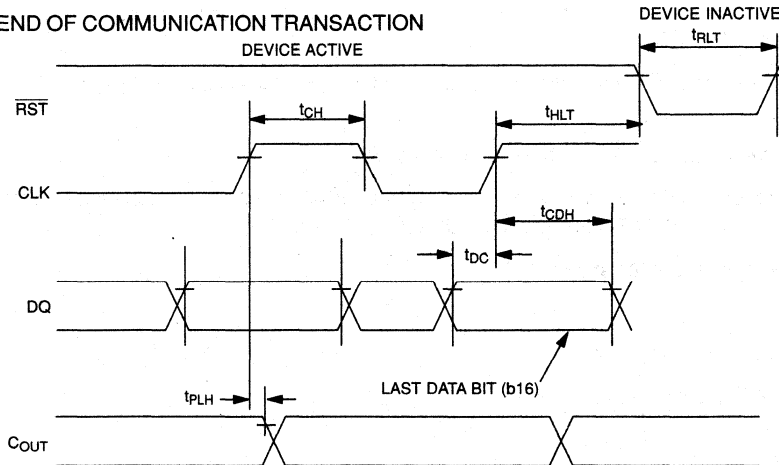 END OF COMMUNICATION TRANSACTION
DEVICE INACTIVE
DEVICE ACTIVE
tRLT
RST
tCH
tHLT
CLK
tCDH
tDC
DQ
LAST DATA BIT (b16)
tPLH
COUT